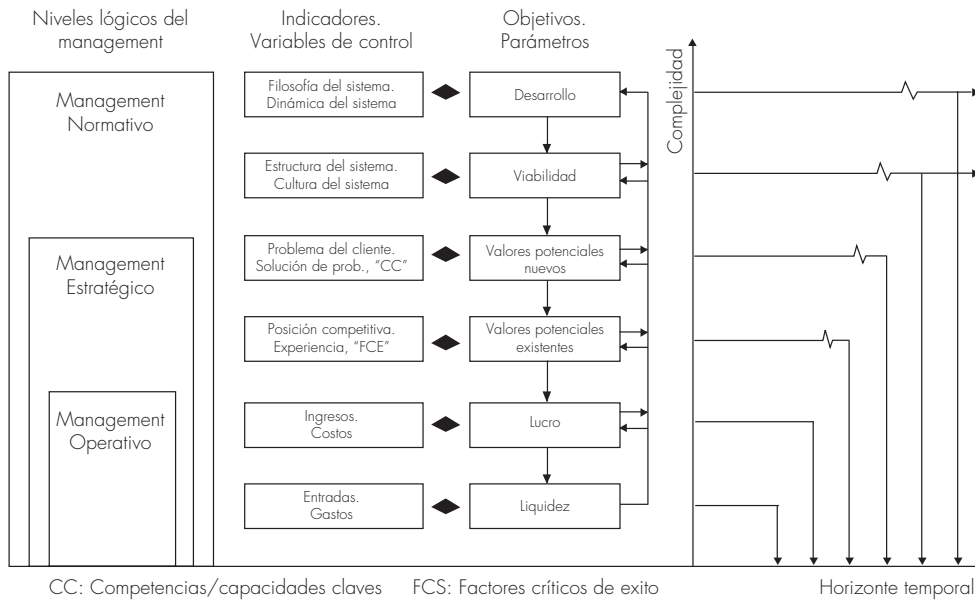 Niveles lógicos del
management
Indicadores.
Variables de control
Objetivos.
Parámetros
Complejidad
Management
Normativo
Filosofía del sistema.
Dinámica del sistema
Desarrollo
Estructura del sistema.
Cultura del sistema
Viabilidad
Management
Estratégico
Problema del cliente.
Solución de prob., “CC”
Valores potenciales
nuevos
Posición competitiva.
Experiencia, “FCE”
Valores potenciales
existentes
Management
Operativo
Ingresos.
Costos
Lucro
Entradas.
Gastos
Liquidez
CC: Competencias/capacidades claves
FCS: Factores críticos de exito
Horizonte temporal